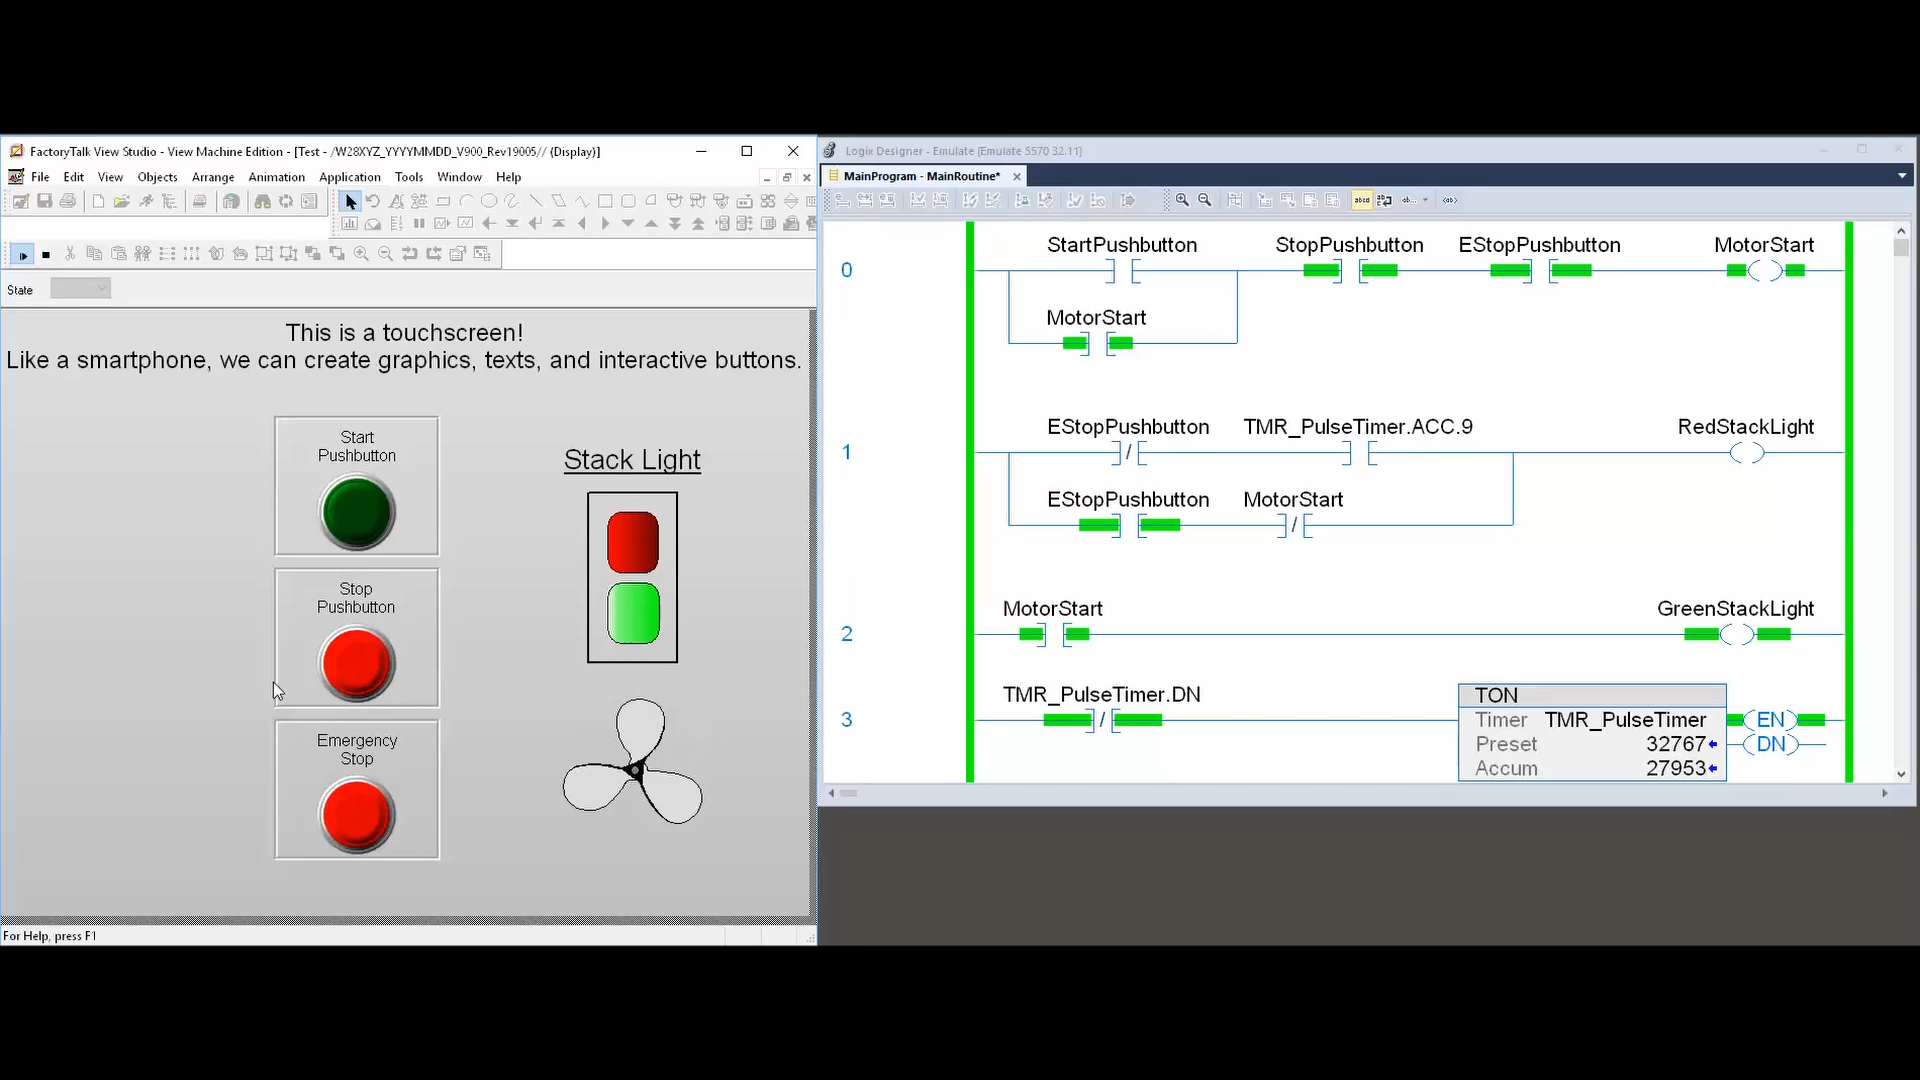 FactoryTalk View Studio - View Machine Edition - [Test - /W28XYZ_YYYYMMDD_V900_Rev19005// (Display)]
File Edit View Objects Arrange Animation Application Tools Window Help
State
This is a touchscreen!
Like a smartphone, we can create graphics, texts, and interactive buttons.
Start
Pushbutton
Stop
Pushbutton
Emergency
Stop
Stack Light
For Help, press F1
Logix Designer - Emulate [Emulate 5570 32.11]
MainProgram - MainRoutine*
abcd
ab...
StartPushbutton StopPushbutton EStopPushbutton MotorStart
0
MotorStart
EStopPushbutton TMR_PulseTimer.ACC.9 RedStackLight
1
EStopPushbutton MotorStart
MotorStart GreenStackLight
2
TMR_PulseTimer.DN TON
3 Timer TMR_PulseTimer EN
Preset 32767 DN
Accum 27953